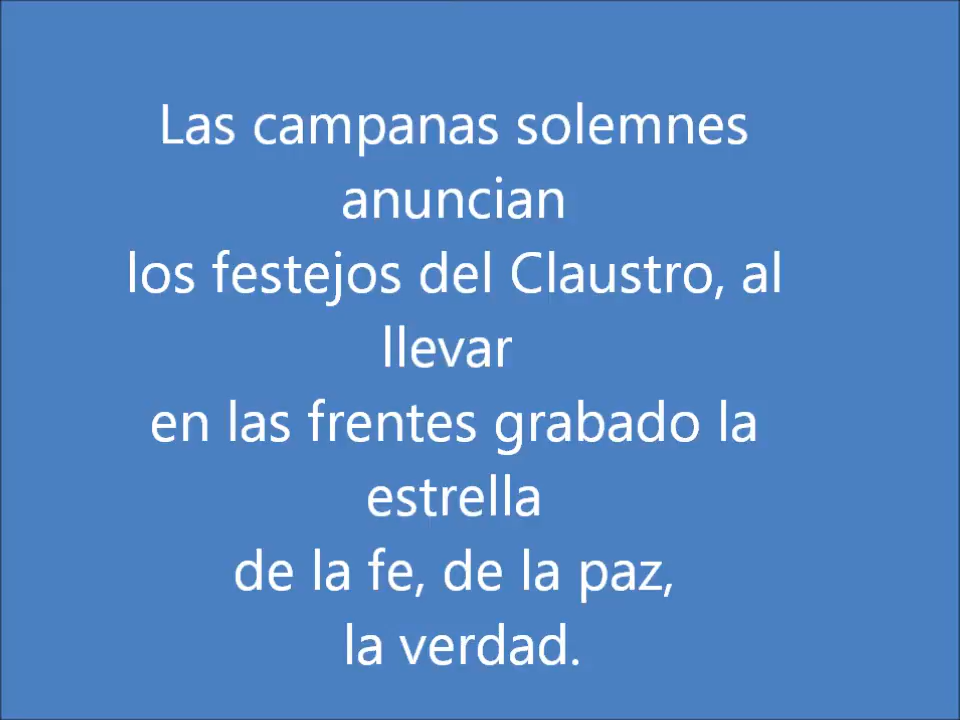 Las campanas solemnes
anuncian
los festejos del Claustro, al
llevar
en las frentes grabado la
estrella
de la fe, de la paz,
la verdad.